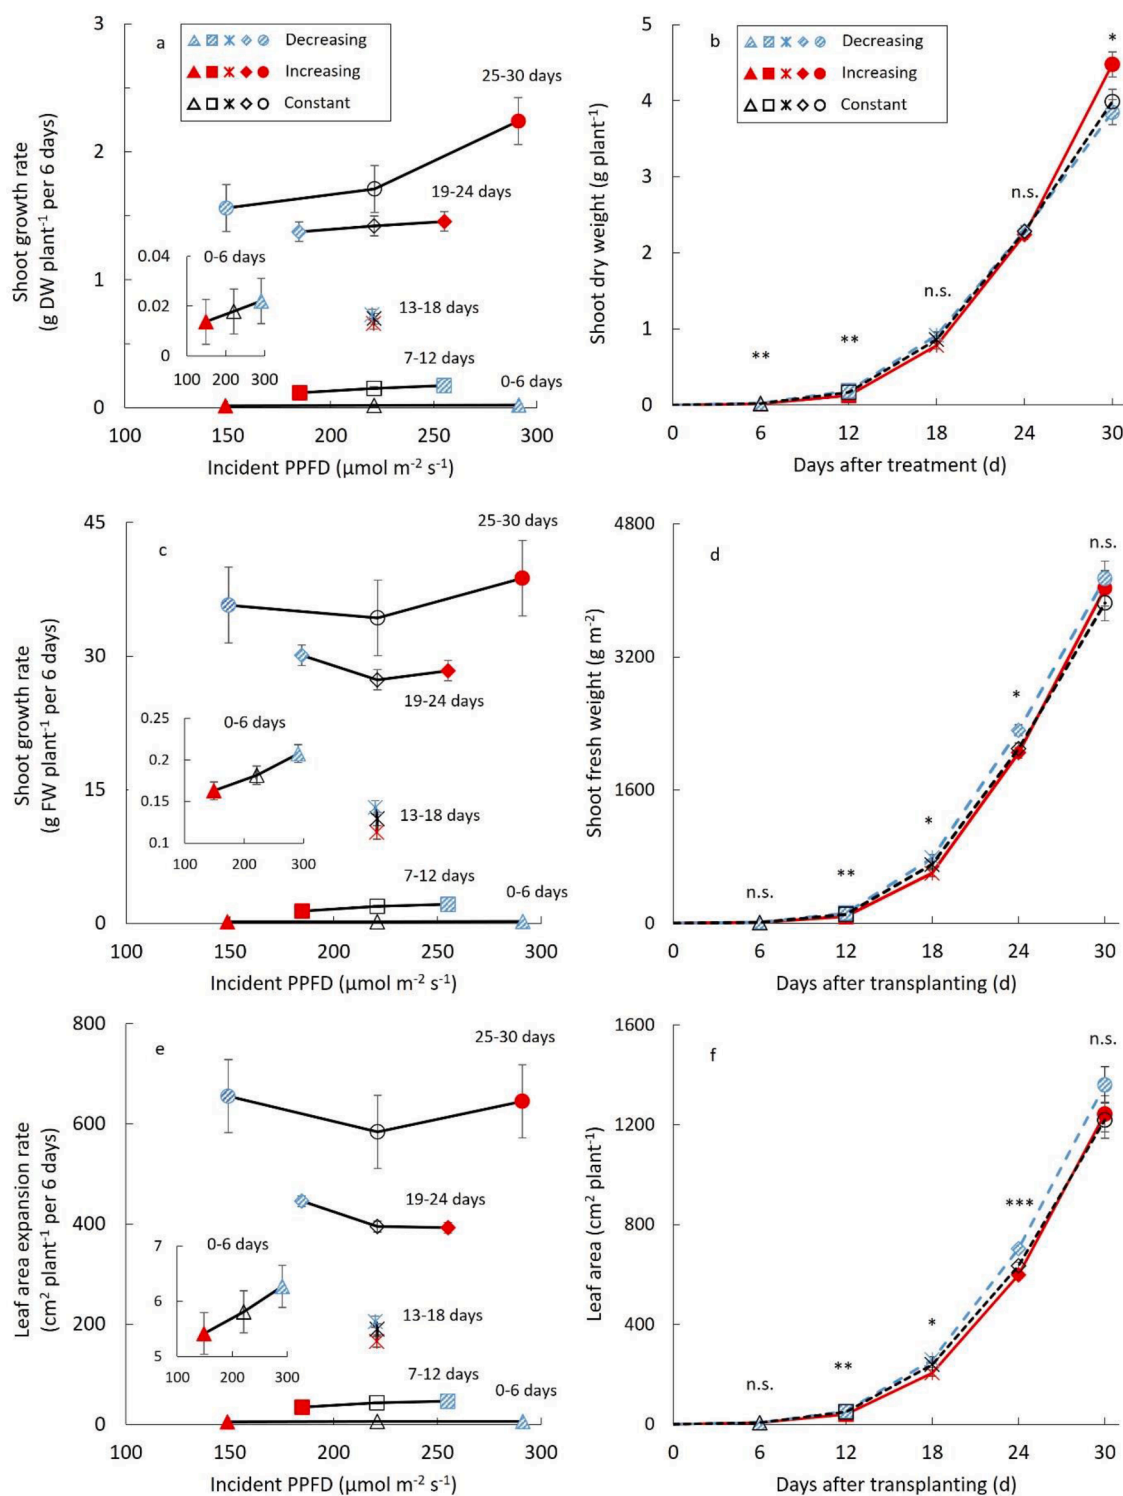 a
Decreasing
Increasing
Constant
25-30 days
19-24 days
13-18 days
7-12 days
0-6 days
3
2
1
0
Shoot growth rate
(g DW plant⁻¹ per 6 days)
0-6 days
0.04
0.02
0
100 200 300
100 150 200 250 300
Incident PPFD (µmol m⁻² s⁻¹)
b
Decreasing
Increasing
Constant
5
4
3
2
1
0
Shoot dry weight (g plant⁻¹)
**
**
n.s.
n.s.
*
0 6 12 18 24 30
Days after treatment (d)
c
25-30 days
19-24 days
13-18 days
7-12 days
0-6 days
45
30
15
0
Shoot growth rate
(g FW plant⁻¹ per 6 days)
0-6 days
0.25
0.2
0.15
0.1
100 200 300
100 150 200 250 300
Incident PPFD (µmol m⁻² s⁻¹)
d
4800
3200
1600
0
Shoot fresh weight (g m⁻²)
n.s.
**
*
*
n.s.
0 6 12 18 24 30
Days after transplanting (d)
e
25-30 days
19-24 days
13-18 days
7-12 days
0-6 days
800
600
400
200
0
Leaf area expansion rate
(cm² plant⁻¹ per 6 days)
0-6 days
7
6
5
100 200 300
100 150 200 250 300
Incident PPFD (µmol m⁻² s⁻¹)
f
1600
1200
800
400
0
Leaf area (cm² plant⁻¹)
n.s.
**
*
***
n.s.
0 6 12 18 24 30
Days after transplanting (d)